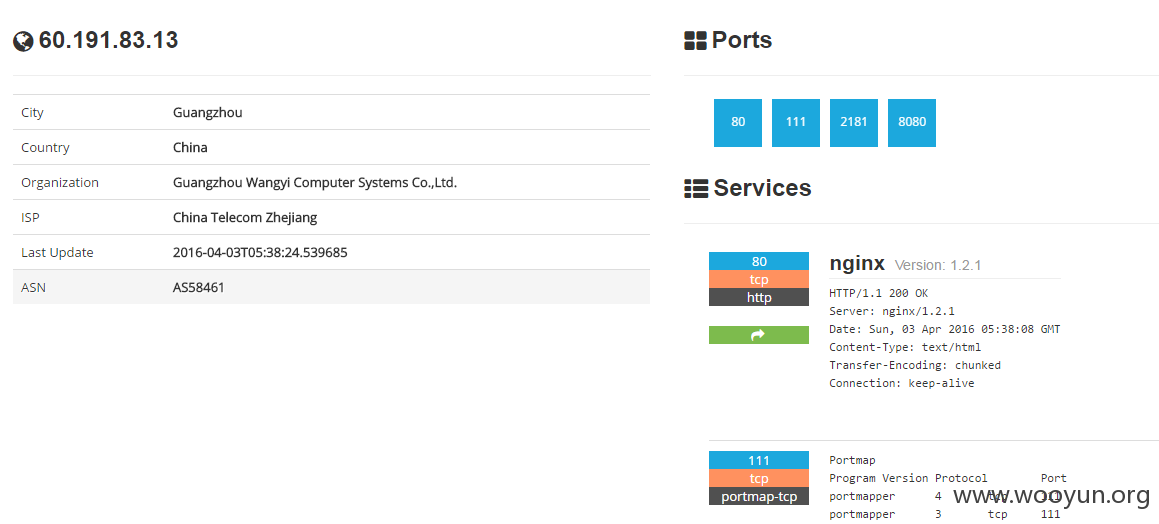 60.191.83.13
City Guangzhou
Country China
Organization Guangzhou Wangyi Computer Systems Co.,Ltd.
ISP China Telecom Zhejiang
Last Update 2016-04-03T05:38:24.539685
ASN AS58461
Ports
80 111 2181 8080
Services
80
tcp
http
nginx Version: 1.2.1
HTTP/1.1 200 OK
Server: nginx/1.2.1
Date: Sun, 03 Apr 2016 05:38:08 GMT
Content-Type: text/html
Transfer-Encoding: chunked
Connection: keep-alive
111
tcp
portmap-tcp
Portmap
Program Version Protocol Port
portmapper 4 tcp 111
portmapper 3 tcp 111
www.wooyun.org